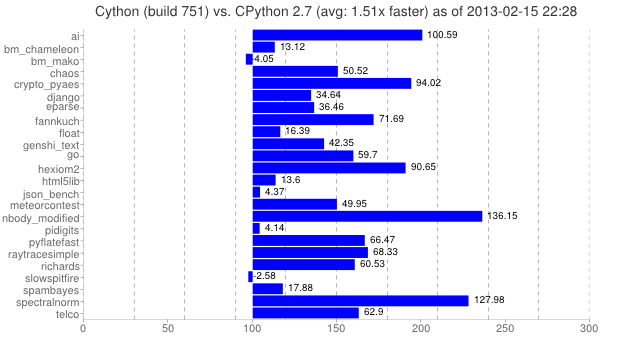 Cython (build 751) vs. CPython 2.7 (avg: 1.51x faster) as of 2013-02-15 22:28
ai 100.59
bm_chameleon 13.12
bm_mako -4.05
chaos 50.52
crypto_pyaes 94.02
django 34.64
eparse 36.46
fannkuch 71.69
float 16.39
genshi_text 42.35
go 59.7
hexiom2 90.65
html5lib 13.6
json_bench 4.37
meteorcontest 49.95
nbody_modified 136.15
pidigits 4.14
pyflatefast 66.47
raytracesimple 68.33
richards 60.53
slowspitfire -2.58
spambayes 17.88
spectralnorm 127.98
telco 62.9
0 50 100 150 200 250 300